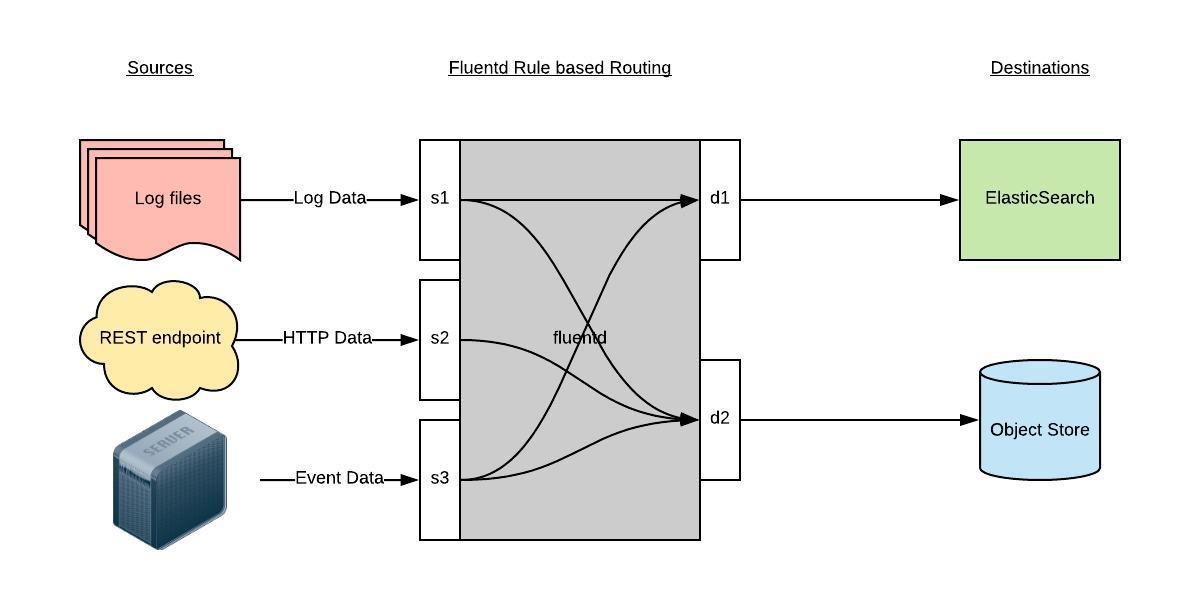 Sources
Fluentd Rule based Routing
Destinations
Log files
Log Data
s1
d1
ElasticSearch
REST endpoint
HTTP Data
s2
fluentd
SERVER
Event Data
s3
d2
Object Store